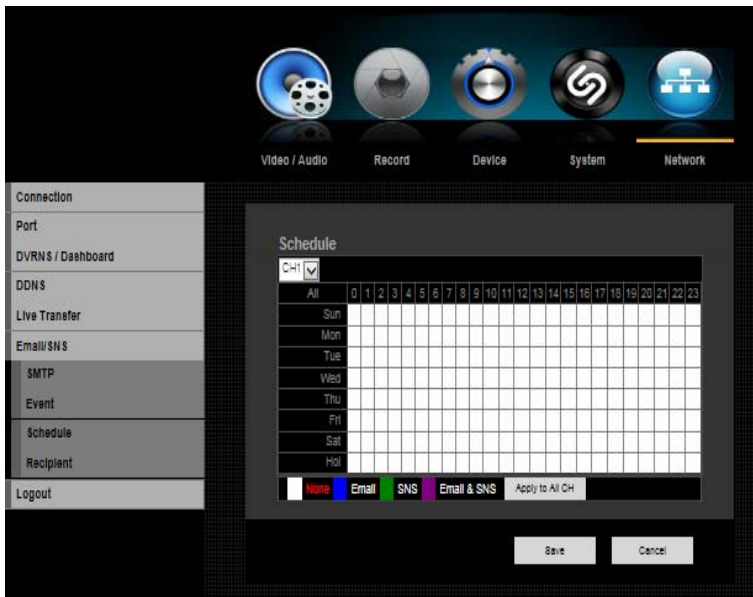 Video / Audio Record Device System Network
Connection
Port
DVRNS / Dashboard
DDNS
Live Transfer
Email/SNS
SMTP
Event
Schedule
Recipient
Logout
Schedule
CH1
All 0 1 2 3 4 5 6 7 8 9 10 11 12 13 14 15 16 17 18 19 20 21 22 23
Sun
Mon
Tue
Wed
Thu
Fri
Sat
Hol
None Email SNS Email & SNS Apply to All CH
Save Cancel